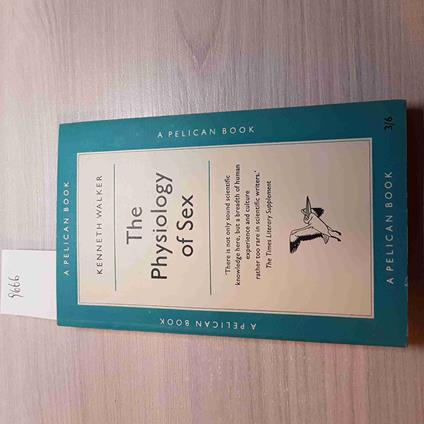 A PELICAN BOOK
KENNETH WALKER
The
Physiology
of Sex
'There is not only sound scientific
knowledge here, but a breadth of human
experience and culture
rather too rare in scientific writers.'
The Times Literary Supplement
A PELICAN BOOK
A PELICAN BOOK
A PELICAN BOOK
3/6
9666